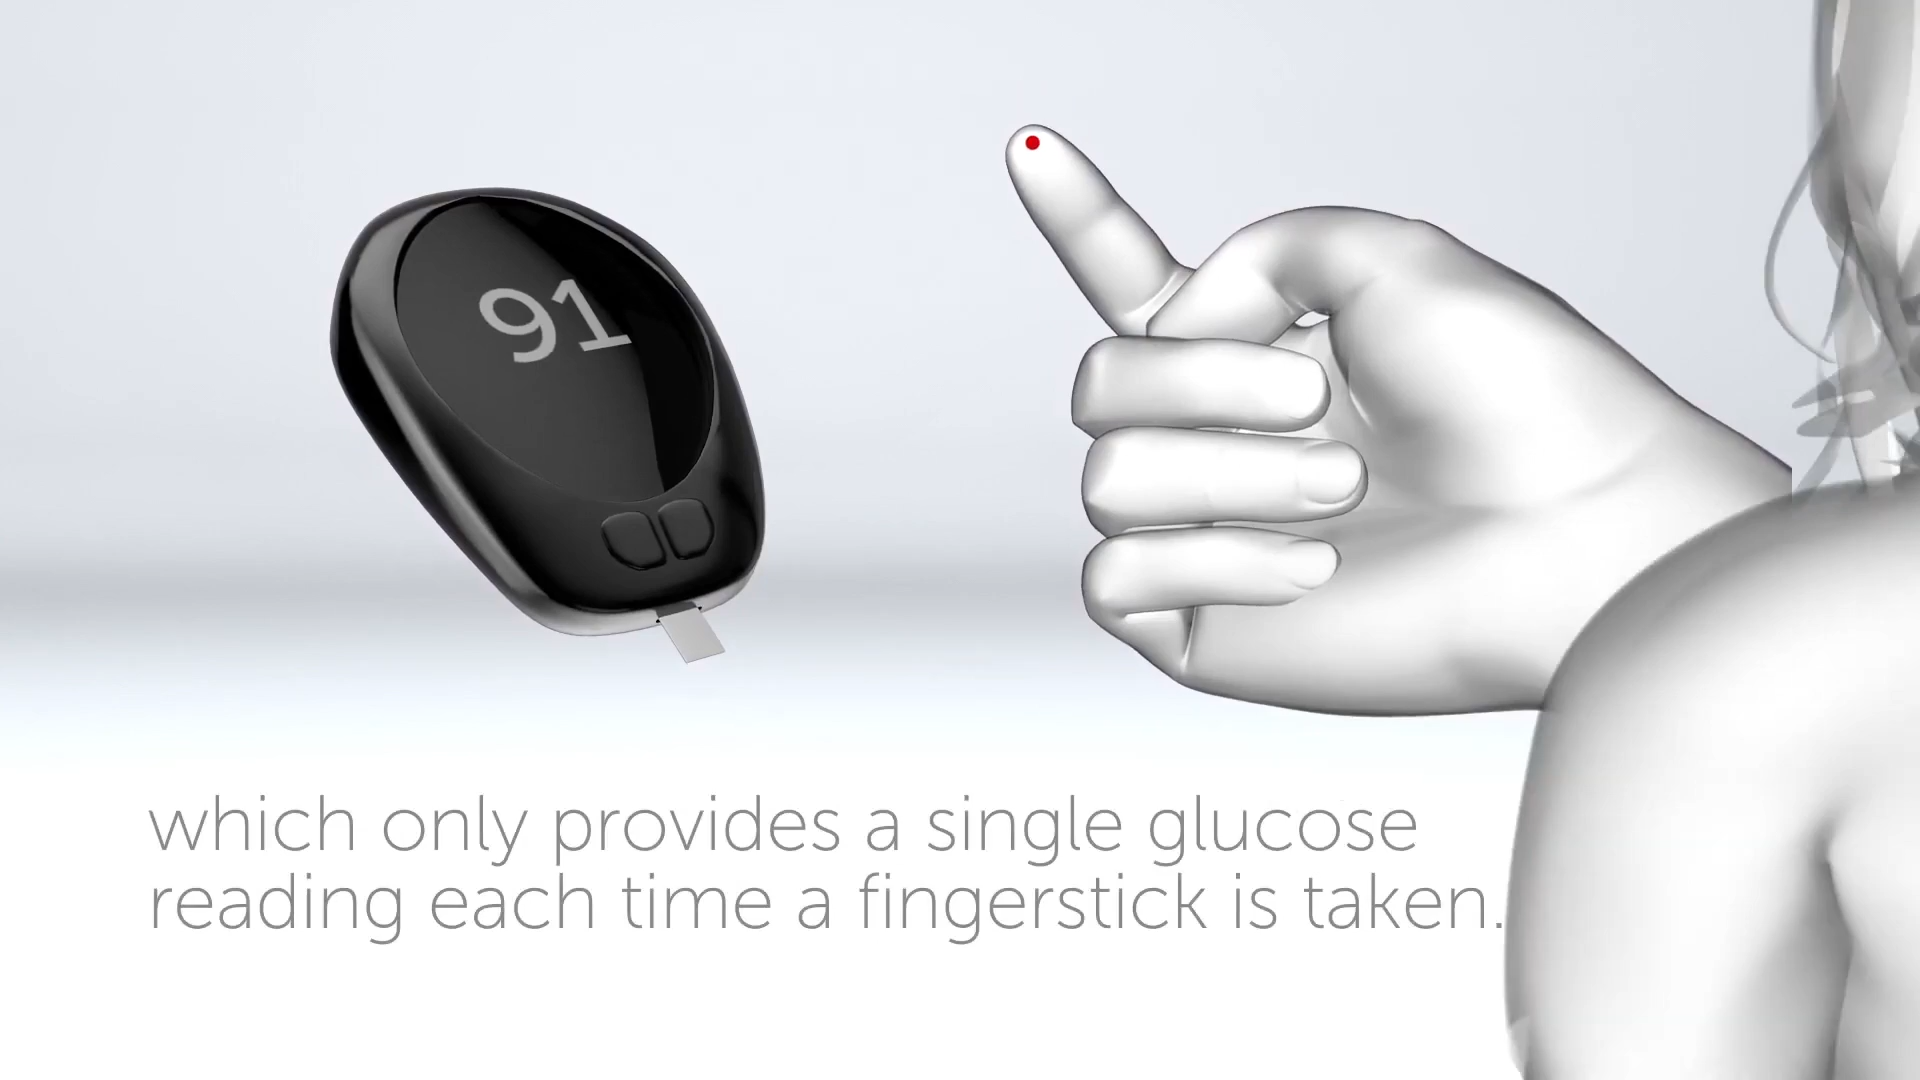 91
which only provides a single glucose
reading each time a fingerstick is taken.